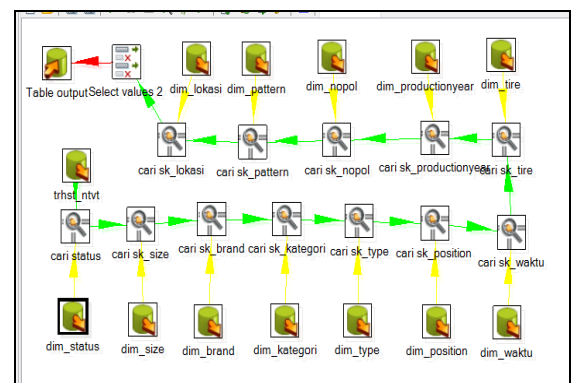 Table output Select values 2 dim_lokasi dim_pattern dim_nopol dim_productionyear dim_tire
cari sk_lokasi cari sk_pattern cari sk_nopol cari sk_productionyear cari sk_tire
trhst_ntvt
cari status cari sk_size cari sk_brand cari sk_kategori cari sk_type cari sk_position cari sk_waktu
dim_status dim_size dim_brand dim_kategori dim_type dim_position dim_waktu